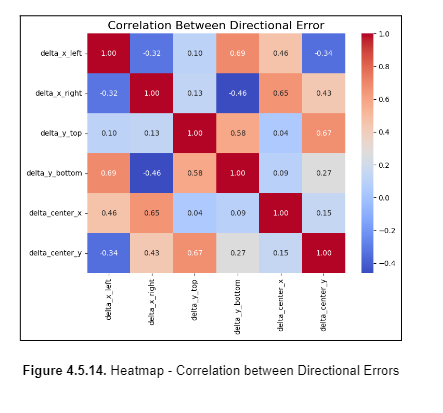 Correlation Between Directional Error
delta_x_left 1.00 -0.32 0.10 0.69 0.46 -0.34
delta_x_right -0.32 1.00 0.13 -0.46 0.65 0.43
delta_y_top 0.10 0.13 1.00 0.58 0.04 0.67
delta_y_bottom 0.69 -0.46 0.58 1.00 0.09 0.27
delta_center_x 0.46 0.65 0.04 0.09 1.00 0.15
delta_center_y -0.34 0.43 0.67 0.27 0.15 1.00
delta_x_left
delta_x_right
delta_y_top
delta_y_bottom
delta_center_x
delta_center_y
1.0
0.8
0.6
0.4
0.2
0.0
−0.2
−0.4
Figure 4.5.14. Heatmap - Correlation between Directional Errors